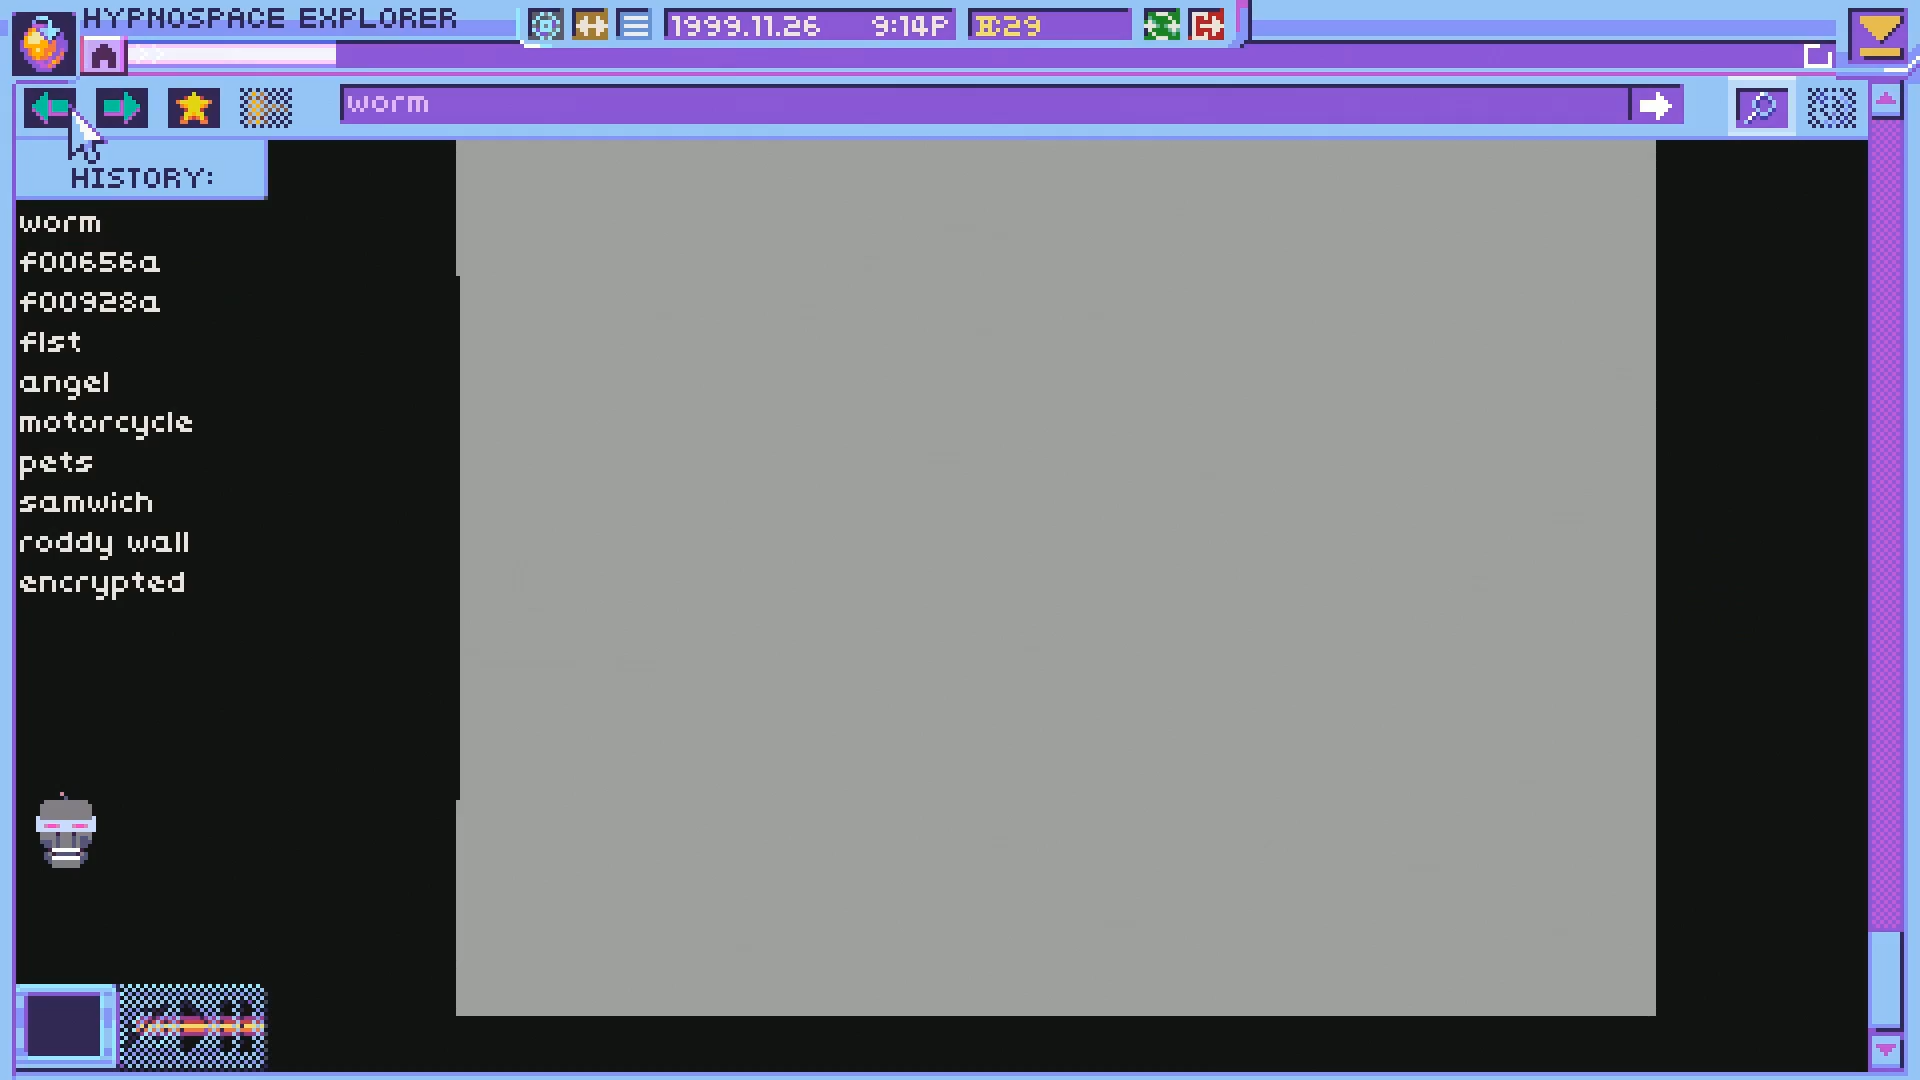 HYPNOSPACE EXPLORER
1999.11.26 9:14P
29
worm
HISTORY:
worm
f00656a
f00928a
fist
angel
motorcycle
pets
samwich
roddy wall
encrypted